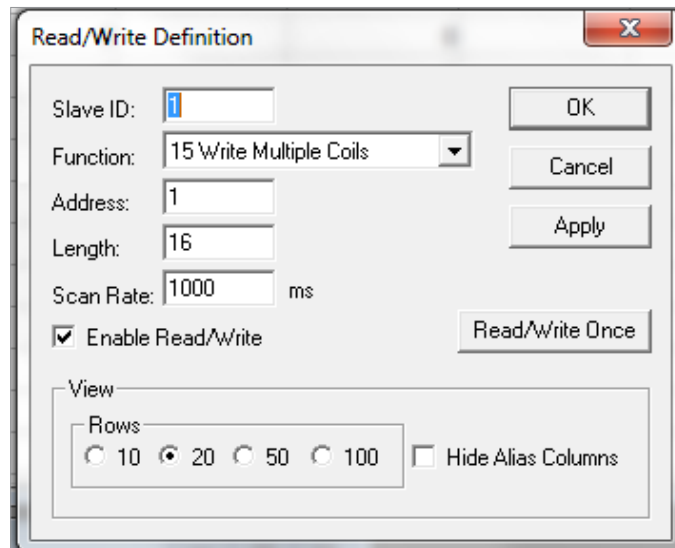 Read/Write Definition
Slave ID: 1
OK
Function: 15 Write Multiple Coils
Cancel
Address: 1
Apply
Length: 16
Scan Rate: 1000 ms
Enable Read/Write
Read/Write Once
View
Rows
10 20 50 100 Hide Alias Columns